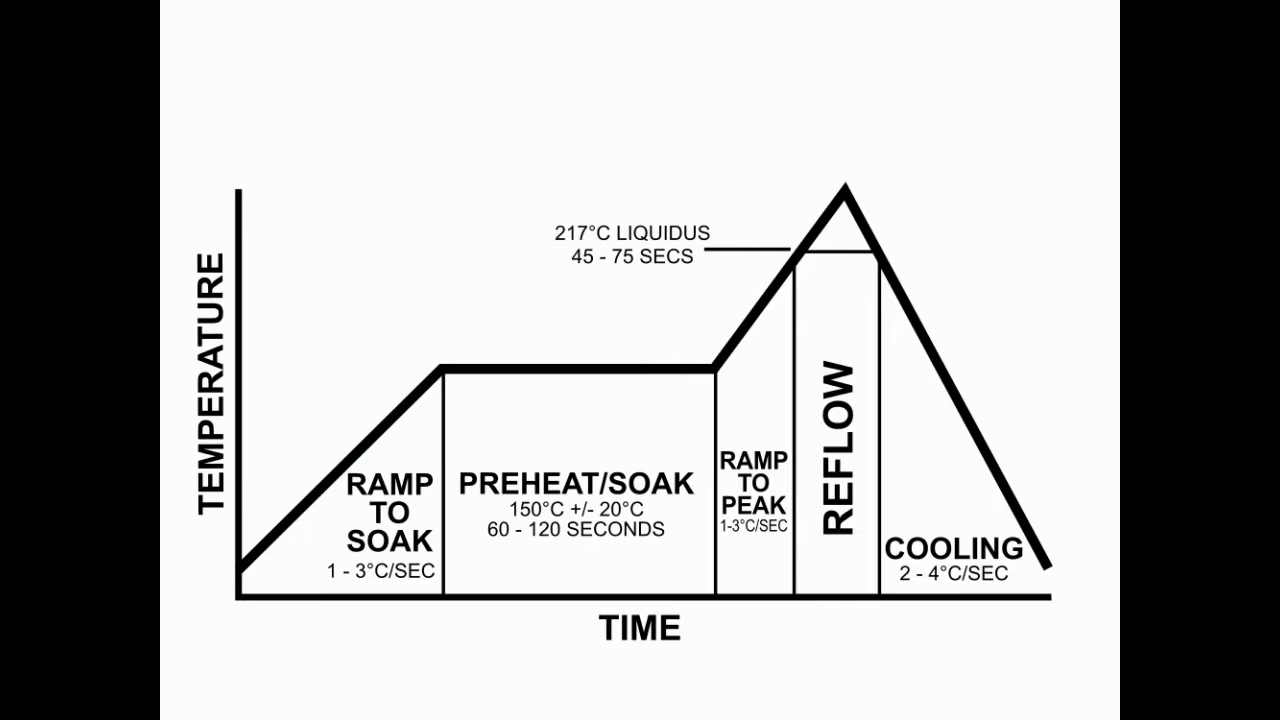 217°C LIQUIDUS
45 - 75 SECS
TEMPERATURE
RAMP
TO
SOAK
1 - 3°C/SEC
PREHEAT/SOAK
150°C +/- 20°C
60 - 120 SECONDS
RAMP
TO
PEAK
1-3°C/SEC
REFLOW
COOLING
2 - 4°C/SEC
TIME